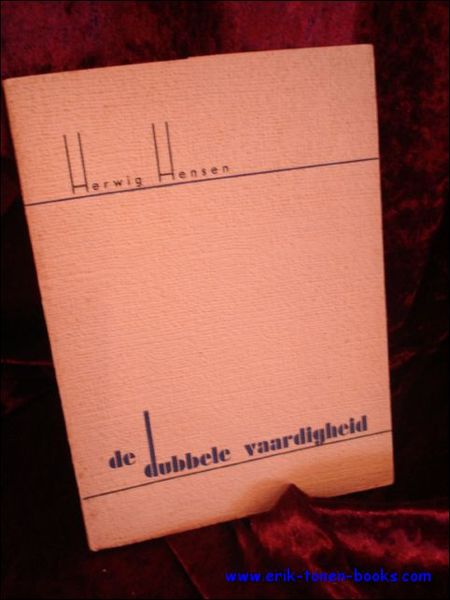 Herwig Hensen
de dubbele vaardigheid
www.erik-tonen-books.com